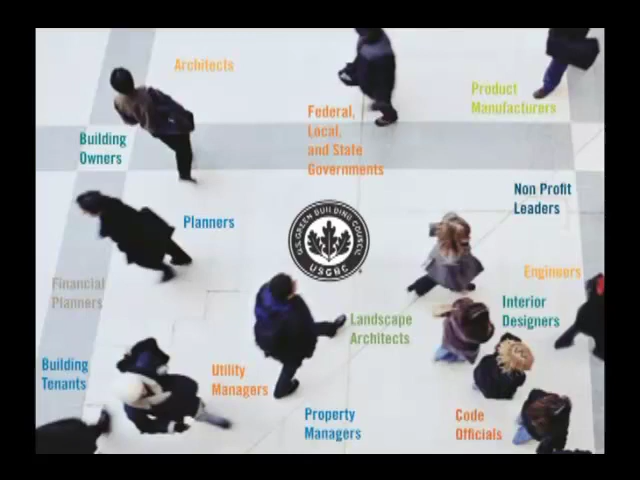 Architects
Product
Manufacturers
Federal,
Local,
and State
Governments
Building
Owners
Non Profit
Leaders
Planners
U.S. GREEN BUILDING COUNCIL
USGBC
Engineers
Financial
Planners
Interior
Designers
Landscape
Architects
Building
Tenants
Utility
Managers
Property
Managers
Code
Officials